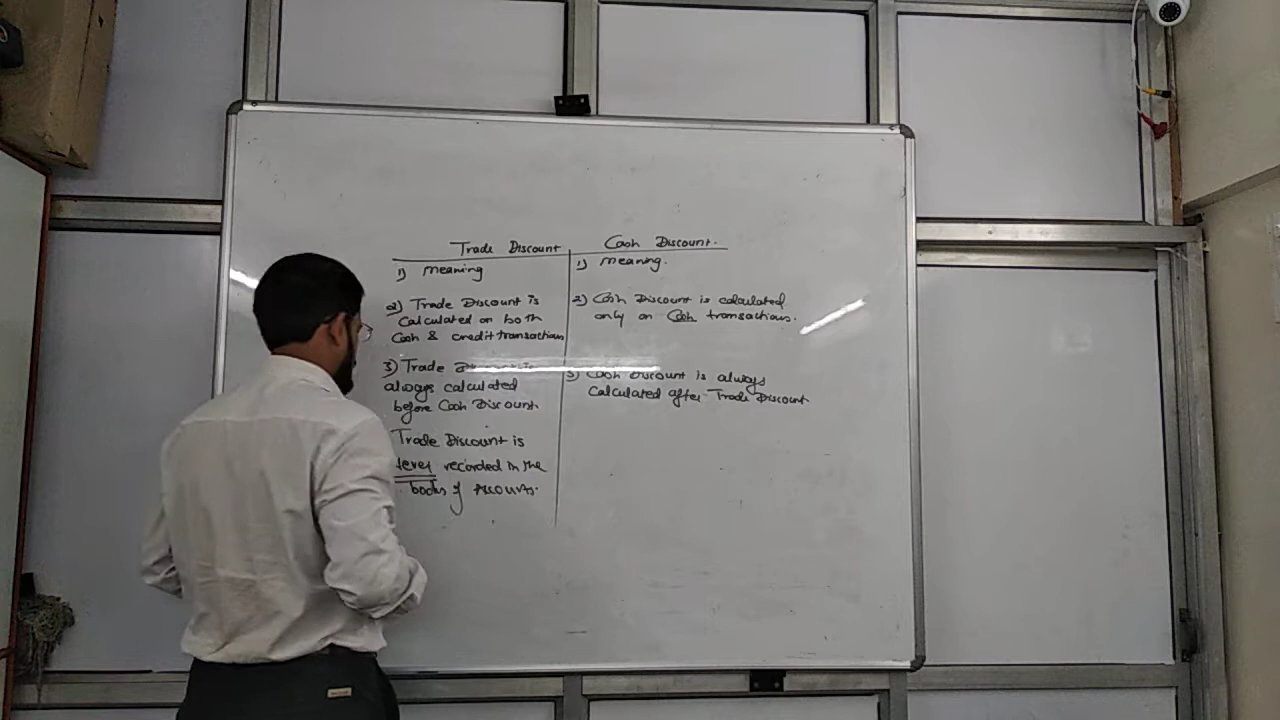 Trade Discount
1) Meaning
2) Trade Discount is
Calculated on both
Cash & credit transactions
3) Trade
always calculated
before Cash Discount
Trade Discount is
recorded in the
books of Accounts.
Cash Discount.
1) Meaning.
2) Cash Discount is calculated
only on Cash transactions.
3) Cash Discount is always
Calculated after Trade Discount